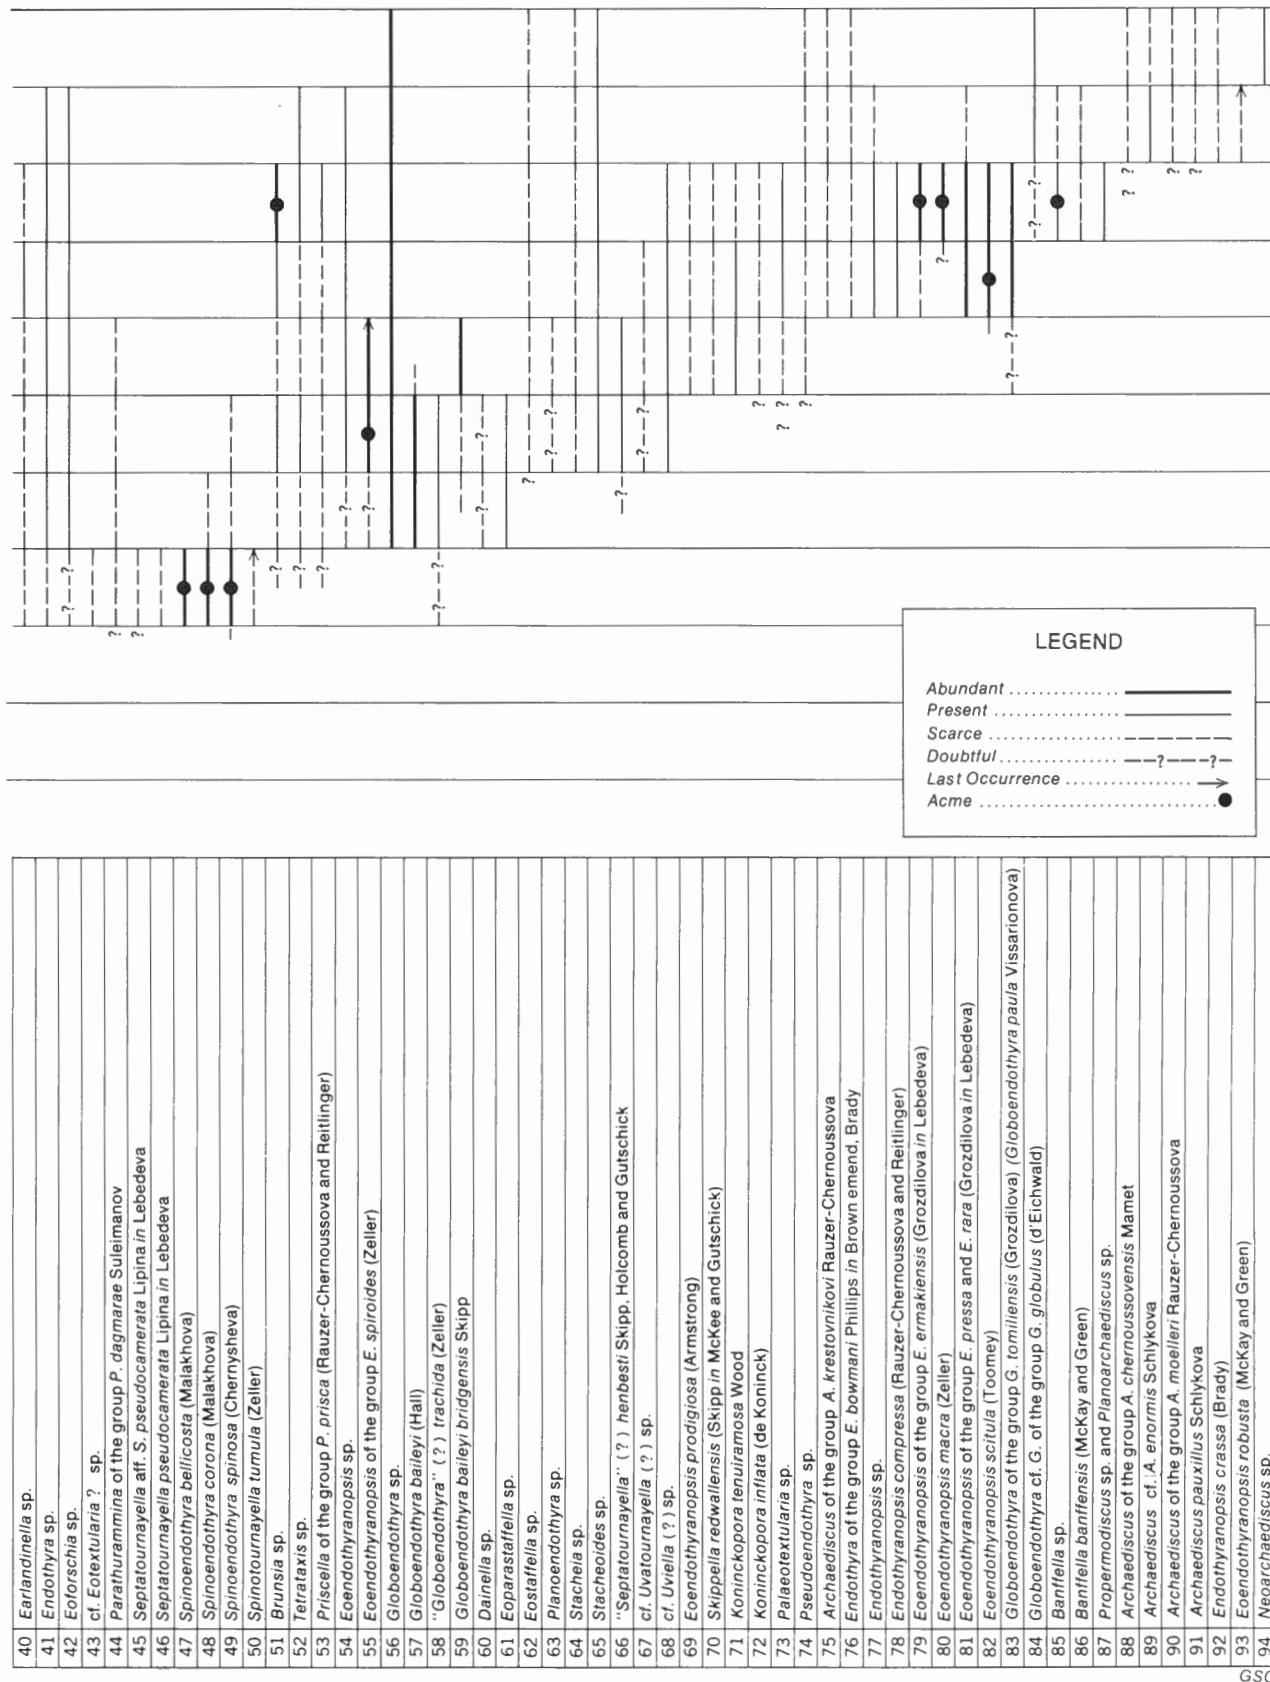 LEGEND
Abundant
Present
Scarce
Doubtful ——?———?—
Last Occurrence
Acme
40 Earlandinella sp.
41 Endothyra sp.
42 Eoforschia sp.
43 cf. Eotextularia ? sp.
44 Parathurammina of the group P. dagmarae Suleimanov
45 Septatournayella aff. S. pseudocamerata Lipina in Lebedeva
46 Septatournayella pseudocamerata Lipina in Lebedeva
47 Spinoendothyra bellicosta (Malakhova)
48 Spinoendothyra corona (Malakhova)
49 Spinoendothyra spinosa (Chernysheva)
50 Spinotournayella tumula (Zeller)
51 Brunsia sp.
52 Tetrataxis sp.
53 Priscella of the group P. prisca (Rauzer-Chernoussova and Reitlinger)
54 Eoendothyranopsis sp.
55 Eoendothyranopsis of the group E. spiroides (Zeller)
56 Globoendothyra sp.
57 Globoendothyra baileyi (Hall)
58 "Globoendothyra" (?) trachida (Zeller)
59 Globoendothyra baileyi bridgensis Skipp
60 Dainella sp.
61 Eoparastaffella sp.
62 Eostaffella sp.
63 Planoendothyra sp.
64 Stacheia sp.
65 Stacheoides sp.
66 "Septatournayella" (?) henbesti Skipp, Holcomb and Gutschick
67 cf. Uvatournayella (?) sp.
68 cf. Uviella (?) sp.
69 Eoendothyranopsis prodigiosa (Armstrong)
70 Skippella redwallensis (Skipp in McKee and Gutschick)
71 Koninckopora tenuiramosa Wood
72 Koninckopora inflata (de Koninck)
73 Palaeotextularia sp.
74 Pseudoendothyra sp.
75 Archaediscus of the group A. krestovnikovi Rauzer-Chernoussova
76 Endothyra of the group E. bowmani Phillips in Brown emend, Brady
77 Endothyranopsis sp.
78 Endothyranopsis compressa (Rauzer-Chernoussova and Reitlinger)
79 Eoendothyranopsis of the group E. ermakiensis (Grozdilova in Lebedeva)
80 Eoendothyranopsis macra (Zeller)
81 Eoendothyranopsis of the group E. pressa and E. rara (Grozdilova in Lebedeva)
82 Eoendothyranopsis scitula (Toomey)
83 Globoendothyra of the group G. tomiliensis (Grozdilova) (Globoendothyra paula Vissarionova)
84 Globoendothyra cf. G. of the group G. globulus (d'Eichwald)
85 Banffella sp.
86 Banffella banffensis (McKay and Green)
87 Propermodiscus sp. and Planoarchaediscus sp.
88 Archaediscus of the group A. chernoussovensis Mamet
89 Archaediscus cf. A. enormis Schlykova
90 Archaediscus of the group A. moelleri Rauzer-Chernoussova
91 Archaediscus pauxillus Schlykova
92 Endothyranopsis crassa (Brady)
93 Eoendothyranopsis robusta (McKay and Green)
94 Neoarchaediscus sp.
GSC